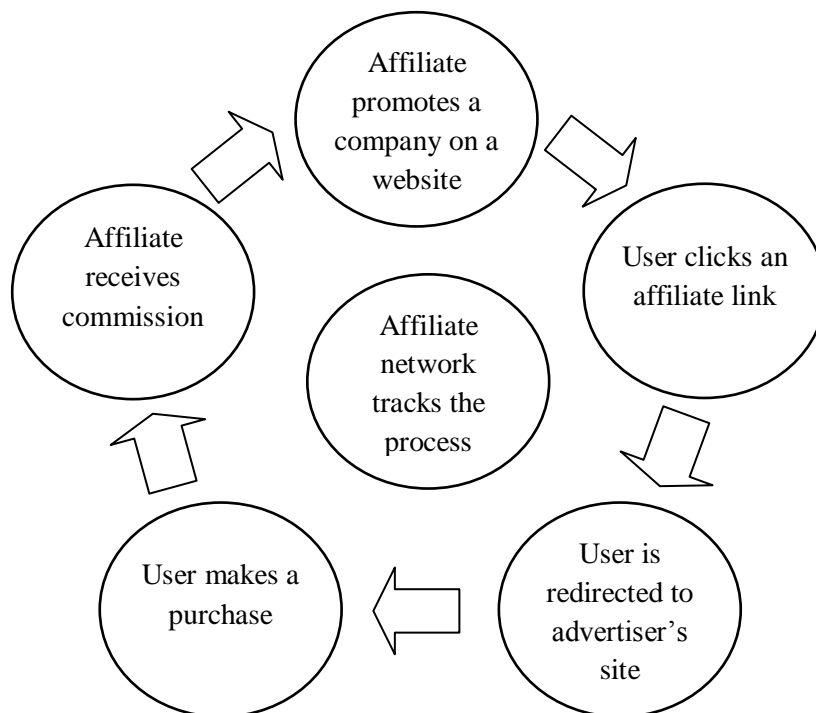 Affiliate
promotes a
company on a
website
User clicks an
affiliate link
User is
redirected to
advertiser’s
site
User makes a
purchase
Affiliate
receives
commission
Affiliate
network
tracks the
process